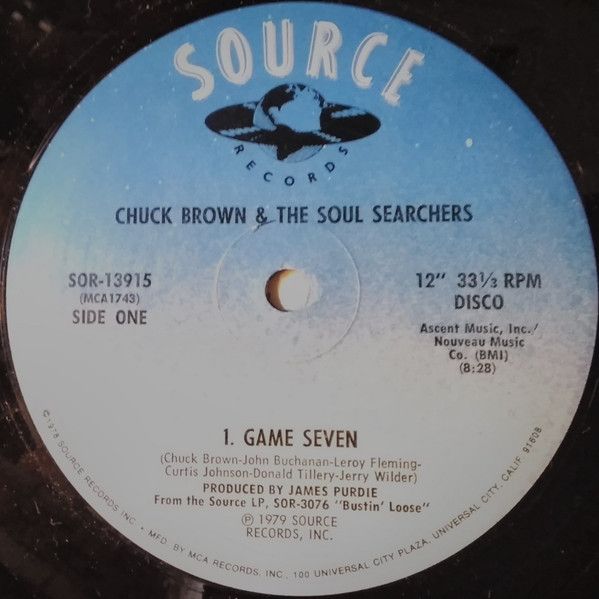 SOURCE
RECORDS
CHUCK BROWN & THE SOUL SEARCHERS
SOR-13915
(MCA1743)
SIDE ONE
12" 33⅓ RPM
DISCO
Ascent Music, Inc./
Nouveau Music
Co. (BMI)
(8:28)
1. GAME SEVEN
(Chuck Brown-John Buchanan-Leroy Fleming-
Curtis Johnson-Donald Tillery-Jerry Wilder)
PRODUCED BY JAMES PURDIE
From the Source LP, SOR-3076 "Bustin' Loose"
℗ 1979 SOURCE
RECORDS, INC.
©1978 SOURCE RECORDS INC. • MFD. BY MCA RECORDS, INC., 100 UNIVERSAL CITY PLAZA, UNIVERSAL CITY, CALIF. 91608